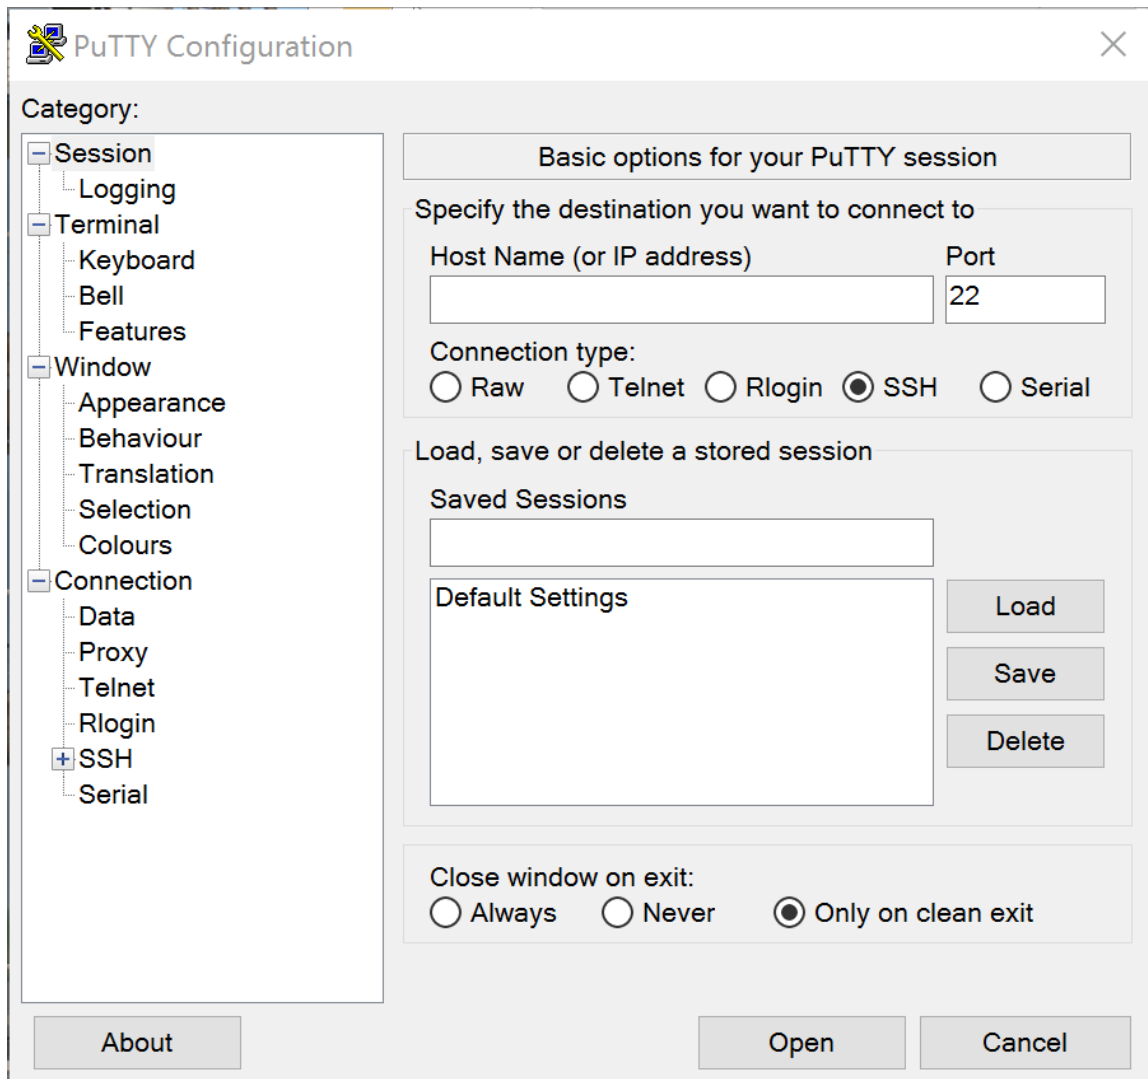 PuTTY Configuration
Category:
Session
Logging
Terminal
Keyboard
Bell
Features
Window
Appearance
Behaviour
Translation
Selection
Colours
Connection
Data
Proxy
Telnet
Rlogin
SSH
Serial
Basic options for your PuTTY session
Specify the destination you want to connect to
Host Name (or IP address) Port
22
Connection type:
Raw Telnet Rlogin SSH Serial
Load, save or delete a stored session
Saved Sessions
Default Settings
Load
Save
Delete
Close window on exit:
Always Never Only on clean exit
About Open Cancel